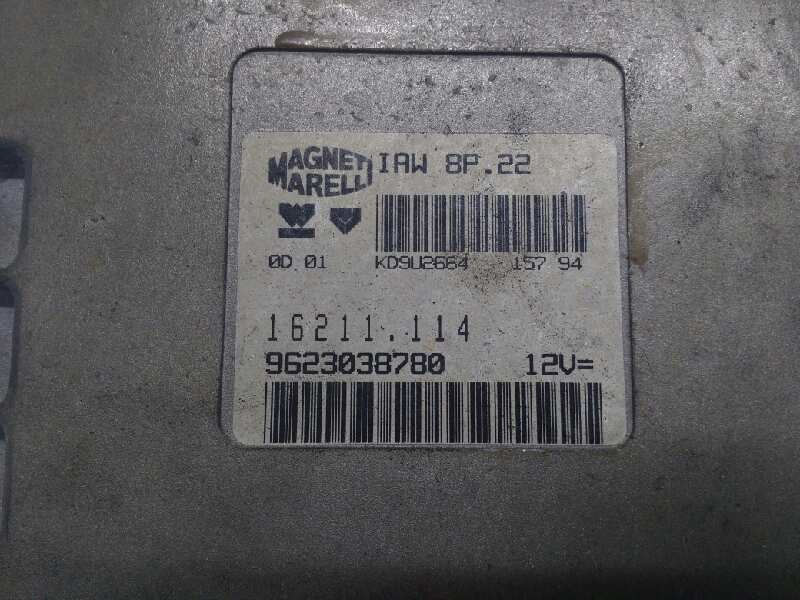 MAGNETI
MARELLI
IAW 8P.22
0D 01 KD9U2664 157 94
16211.114
9623038780 12V=